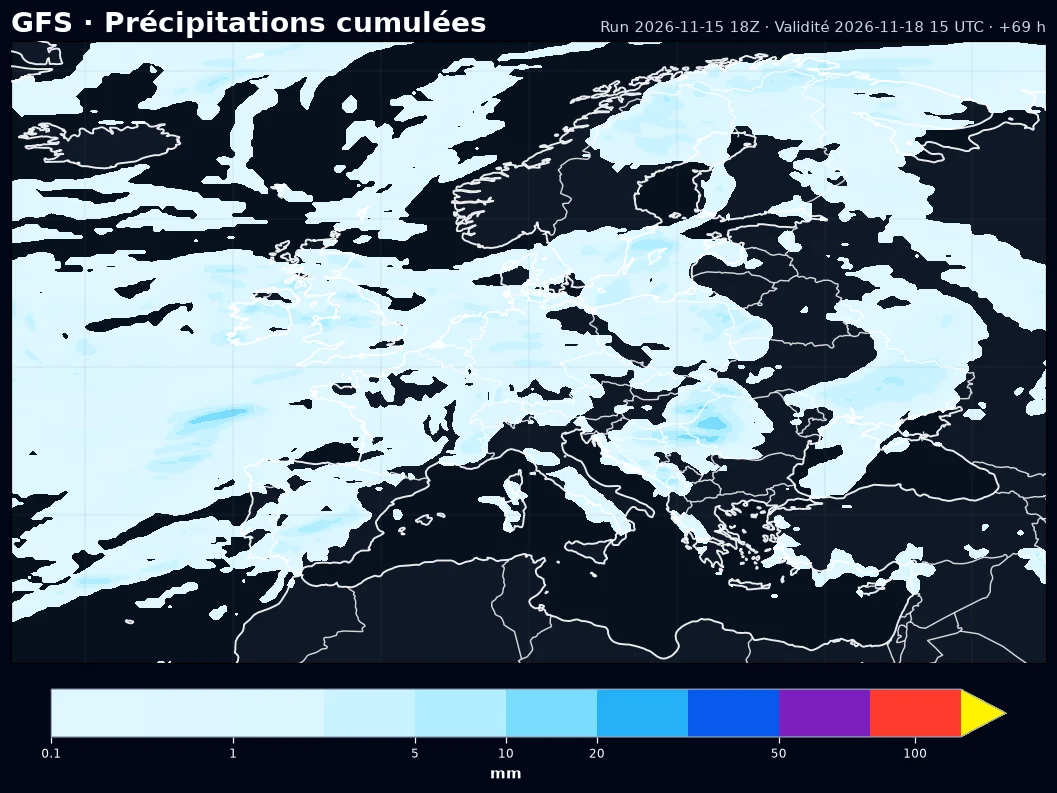 GFS · Précipitations cumulées
Run 2026-11-15 18Z · Validité 2026-11-18 15 UTC · +69 h
0.1 1 5 10 20 50 100
mm